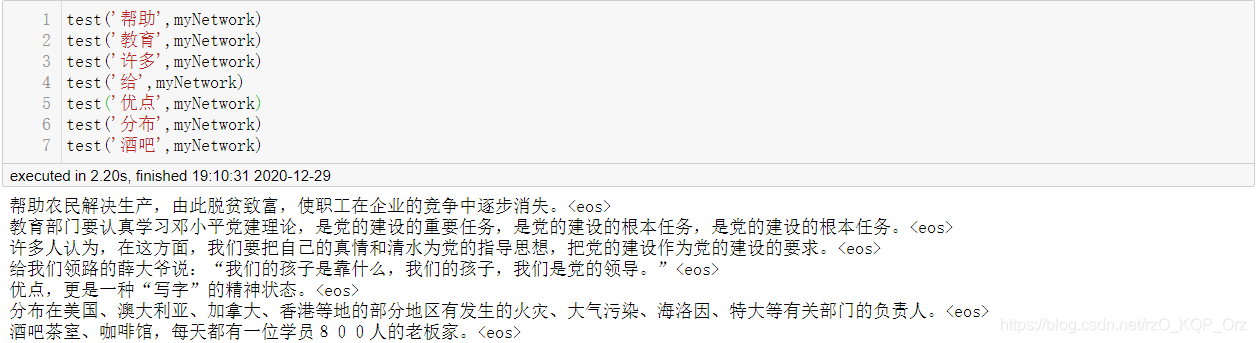 1 test('帮助',myNetwork)
2 test('教育',myNetwork)
3 test('许多',myNetwork)
4 test('给',myNetwork)
5 test('优点',myNetwork)
6 test('分布',myNetwork)
7 test('酒吧',myNetwork)
executed in 2.20s, finished 19:10:31 2020-12-29
帮助农民解决生产，由此脱贫致富，使职工在企业的竞争中逐步消失。<eos>
教育部门要认真学习邓小平党建理论，是党的建设的重要任务，是党的建设的根本任务，是党的建设的根本任务。<eos>
许多人认为，在这方面，我们要把自己的真情和清水为党的指导思想，把党的建设作为党的建设的要求。<eos>
给我们领路的薛大爷说：“我们的孩子是靠什么，我们的孩子，我们是党的领导。”<eos>
优点，更是一种“写字”的精神状态。<eos>
分布在美国、澳大利亚、加拿大、香港等地的部分地区有发生的火灾、大气污染、海洛因、特大等有关部门的负责人。<eos>
酒吧茶室、咖啡馆，每天都有一位学员８００人的老板家。<eos>
https://blog.csdn.net/rzO_KQP_Orz